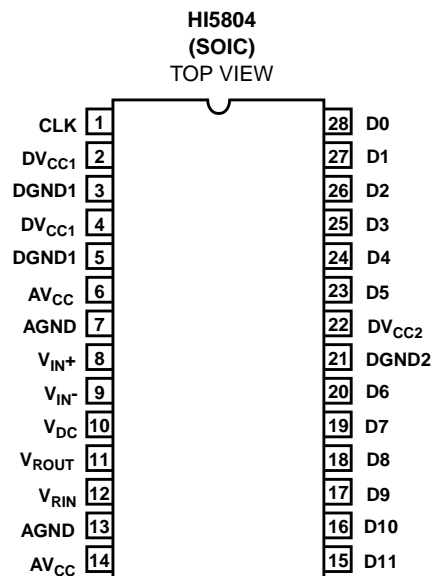 HI5804
(SOIC)
TOP VIEW
CLK 1 28 D0
DVCC1 2 27 D1
DGND1 3 26 D2
DVCC1 4 25 D3
DGND1 5 24 D4
AVCC 6 23 D5
AGND 7 22 DVCC2
VIN+ 8 21 DGND2
VIN- 9 20 D6
VDC 10 19 D7
VROUT 11 18 D8
VRIN 12 17 D9
AGND 13 16 D10
AVCC 14 15 D11